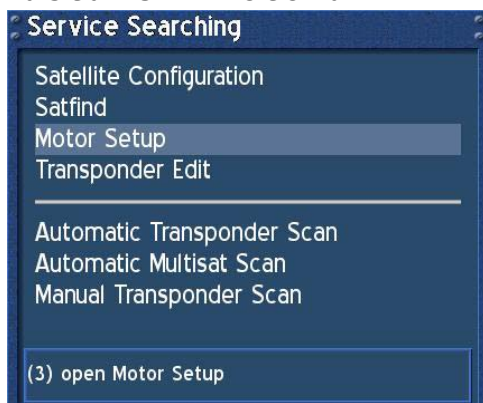 Service Searching
Satellite Configuration
Satfind
Motor Setup
Transponder Edit
Automatic Transponder Scan
Automatic Multisat Scan
Manual Transponder Scan
(3) open Motor Setup